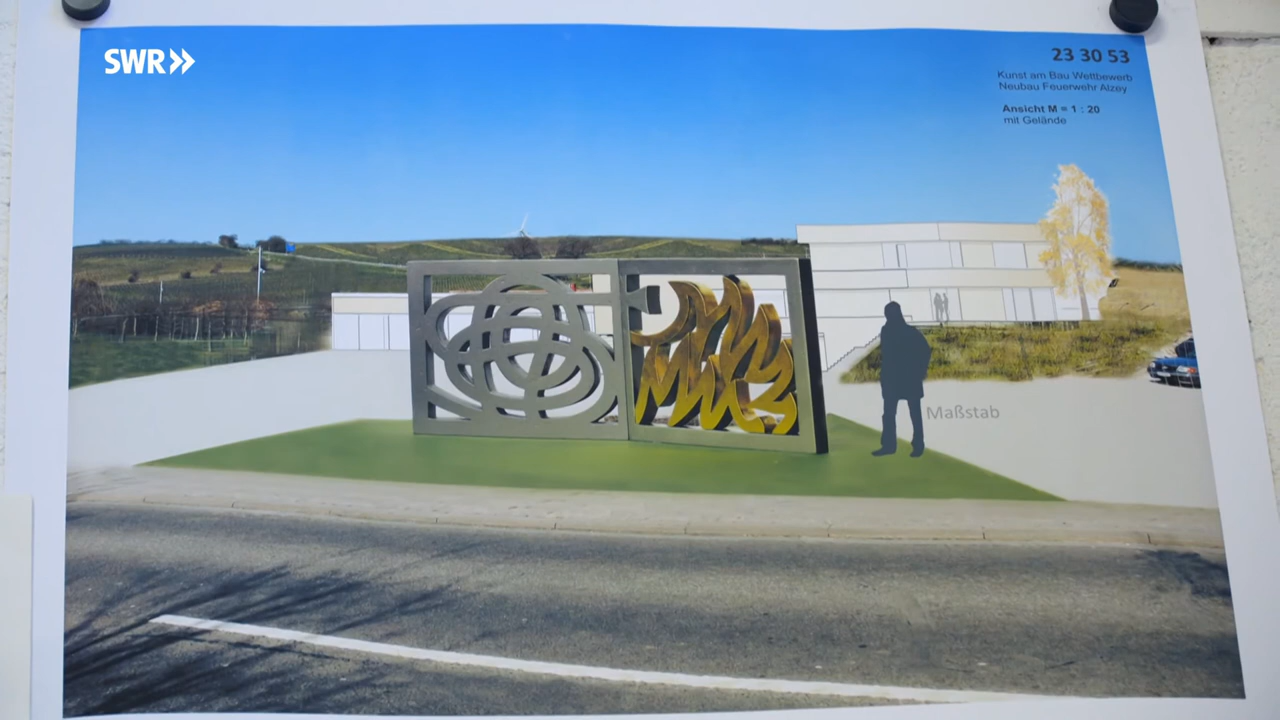 SWR
23 30 53
Kunst am Bau Wettbewerb
Neubau Feuerwehr Alzey
Ansicht M = 1 : 20
mit Gelände
Maßstab